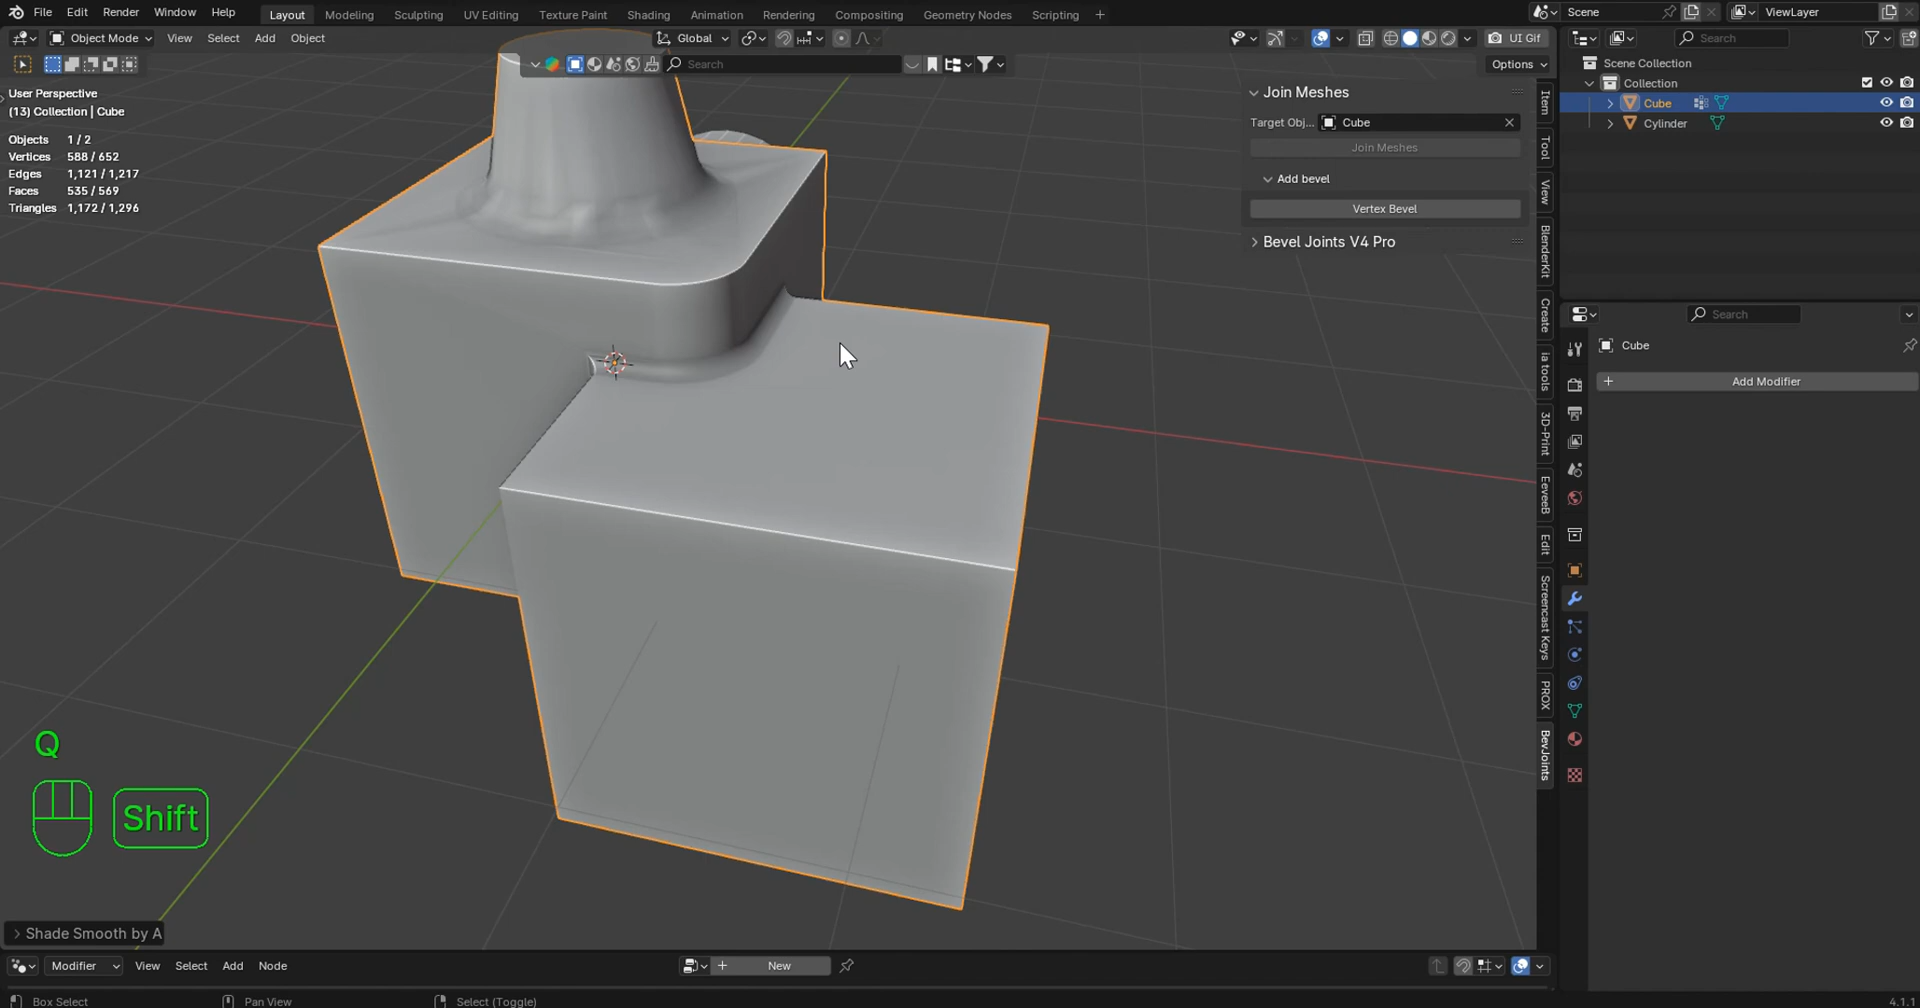 File Edit Render Window Help Layout Modeling Sculpting UV Editing Texture Paint Shading Animation Rendering Compositing Geometry Nodes Scripting + Scene ViewLayer
Object Mode View Select Add Object Global UI Gif Search
Search Options
User Perspective
(13) Collection | Cube
Objects 1 / 2
Vertices 588 / 652
Edges 1,121 / 1,217
Faces 535 / 569
Triangles 1,172 / 1,296
Join Meshes
Target Obj... Cube
Join Meshes
Add bevel
Vertex Bevel
Bevel Joints V4 Pro
Item
Tool
View
BlenderKit
Create
ia tools
3D-Print
EeveeB
Edit
Screencast Keys
PROX
BevJoints
Scene Collection
Collection
Cube
Cylinder
Search
Cube
+ Add Modifier
Q
Shift
Shade Smooth by A
Modifier View Select Add Node + New
Box Select Pan View Select (Toggle) 4.1.1